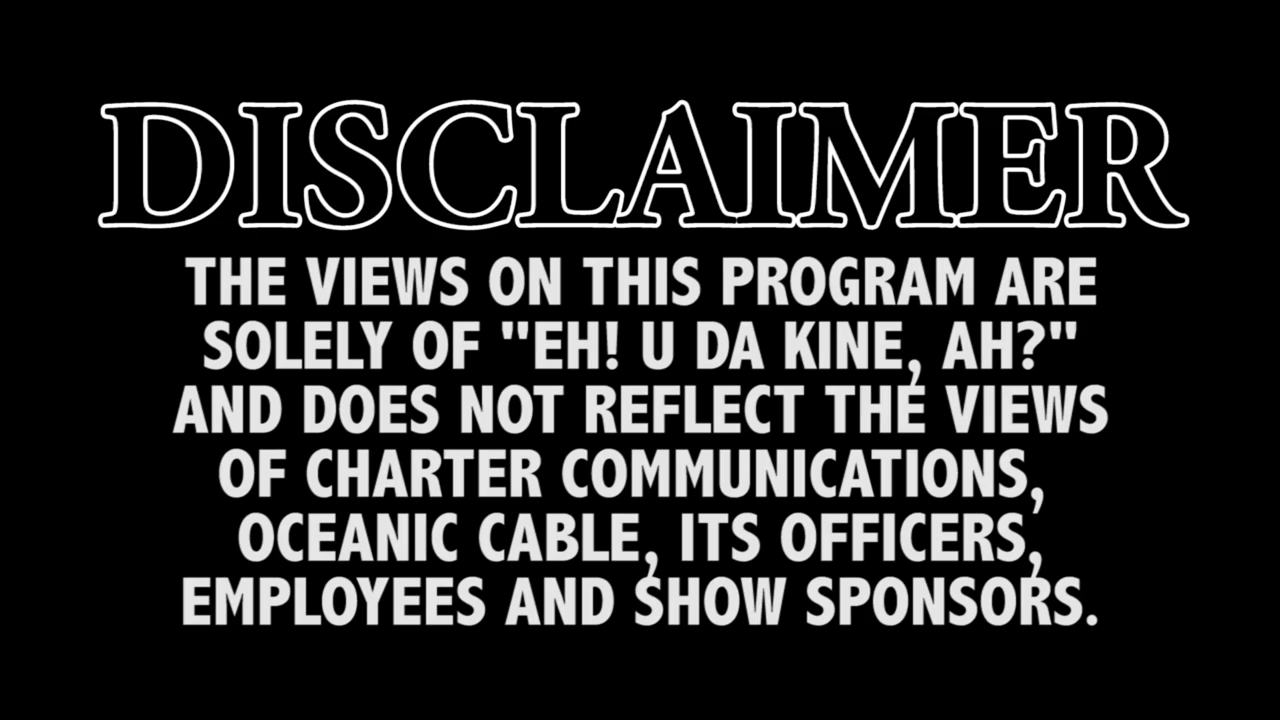 DISCLAIMER
THE VIEWS ON THIS PROGRAM ARE
SOLELY OF "EH! U DA KINE, AH?"
AND DOES NOT REFLECT THE VIEWS
OF CHARTER COMMUNICATIONS,
OCEANIC CABLE, ITS OFFICERS,
EMPLOYEES AND SHOW SPONSORS.